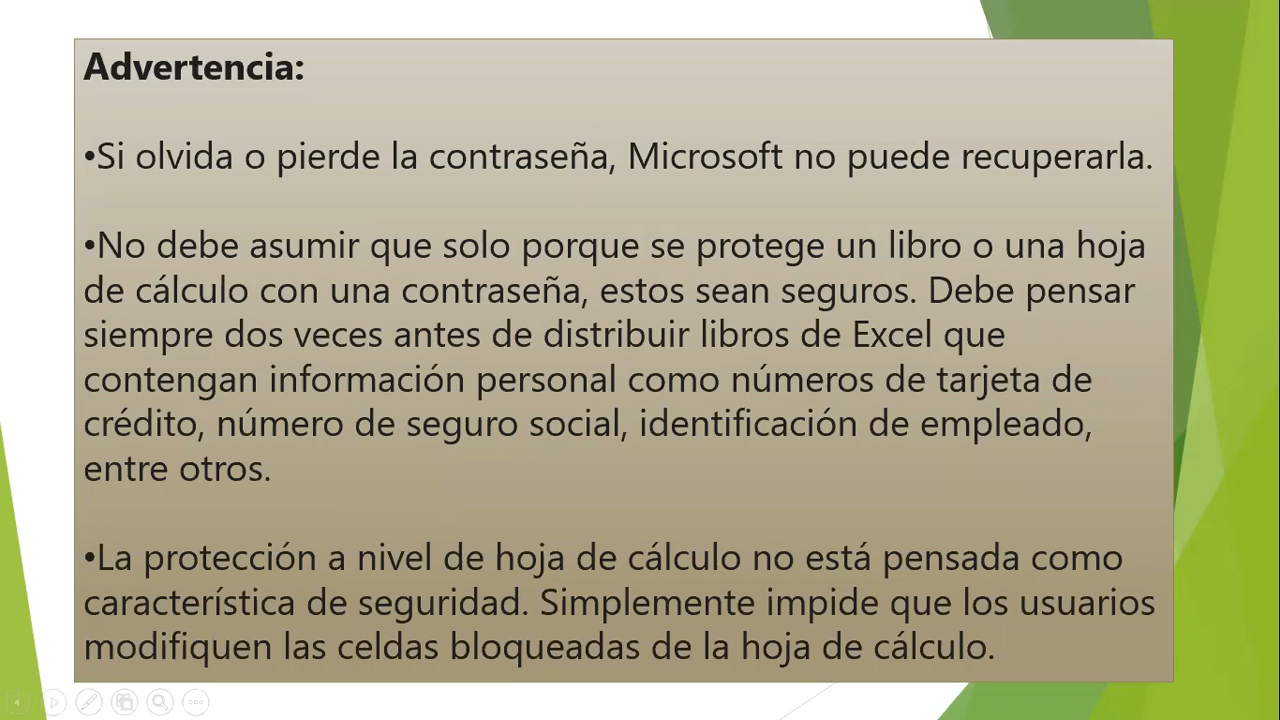 Advertencia:
•Si olvida o pierde la contraseña, Microsoft no puede recuperarla.
•No debe asumir que solo porque se protege un libro o una hoja
de cálculo con una contraseña, estos sean seguros. Debe pensar
siempre dos veces antes de distribuir libros de Excel que
contengan información personal como números de tarjeta de
crédito, número de seguro social, identificación de empleado,
entre otros.
•La protección a nivel de hoja de cálculo no está pensada como
característica de seguridad. Simplemente impide que los usuarios
modifiquen las celdas bloqueadas de la hoja de cálculo.